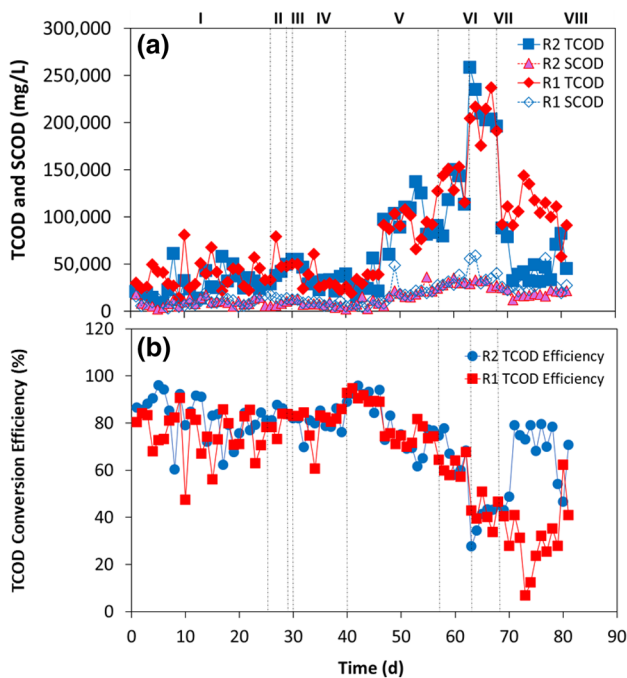 I II III IV V VI VII VIII
(a)
R2 TCOD
R2 SCOD
R1 TCOD
R1 SCOD
TCOD and SCOD (mg/L)
300,000
250,000
200,000
150,000
100,000
50,000
0
(b)
R2 TCOD Efficiency
R1 TCOD Efficiency
TCOD Conversion Efficiency (%)
120
100
80
60
40
20
0
0 10 20 30 40 50 60 70 80 90
Time (d)